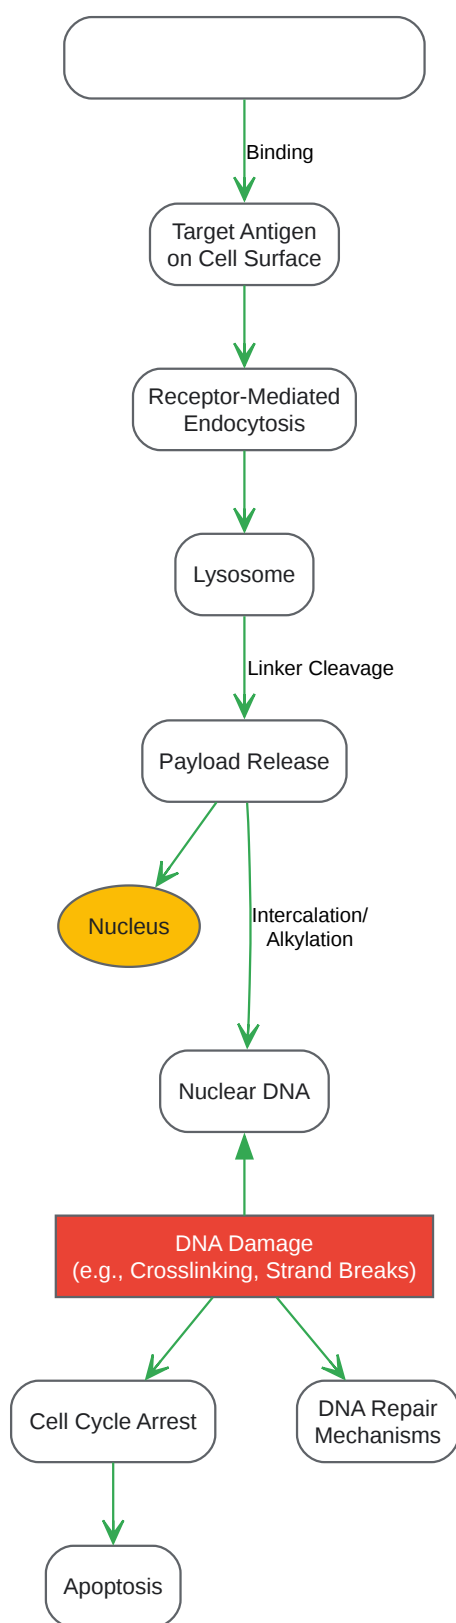 Binding
Target Antigen
on Cell Surface
Receptor-Mediated
Endocytosis
Lysosome
Linker Cleavage
Payload Release
Nucleus
Intercalation/
Alkylation
Nuclear DNA
DNA Damage
(e.g., Crosslinking, Strand Breaks)
Cell Cycle Arrest
DNA Repair
Mechanisms
Apoptosis